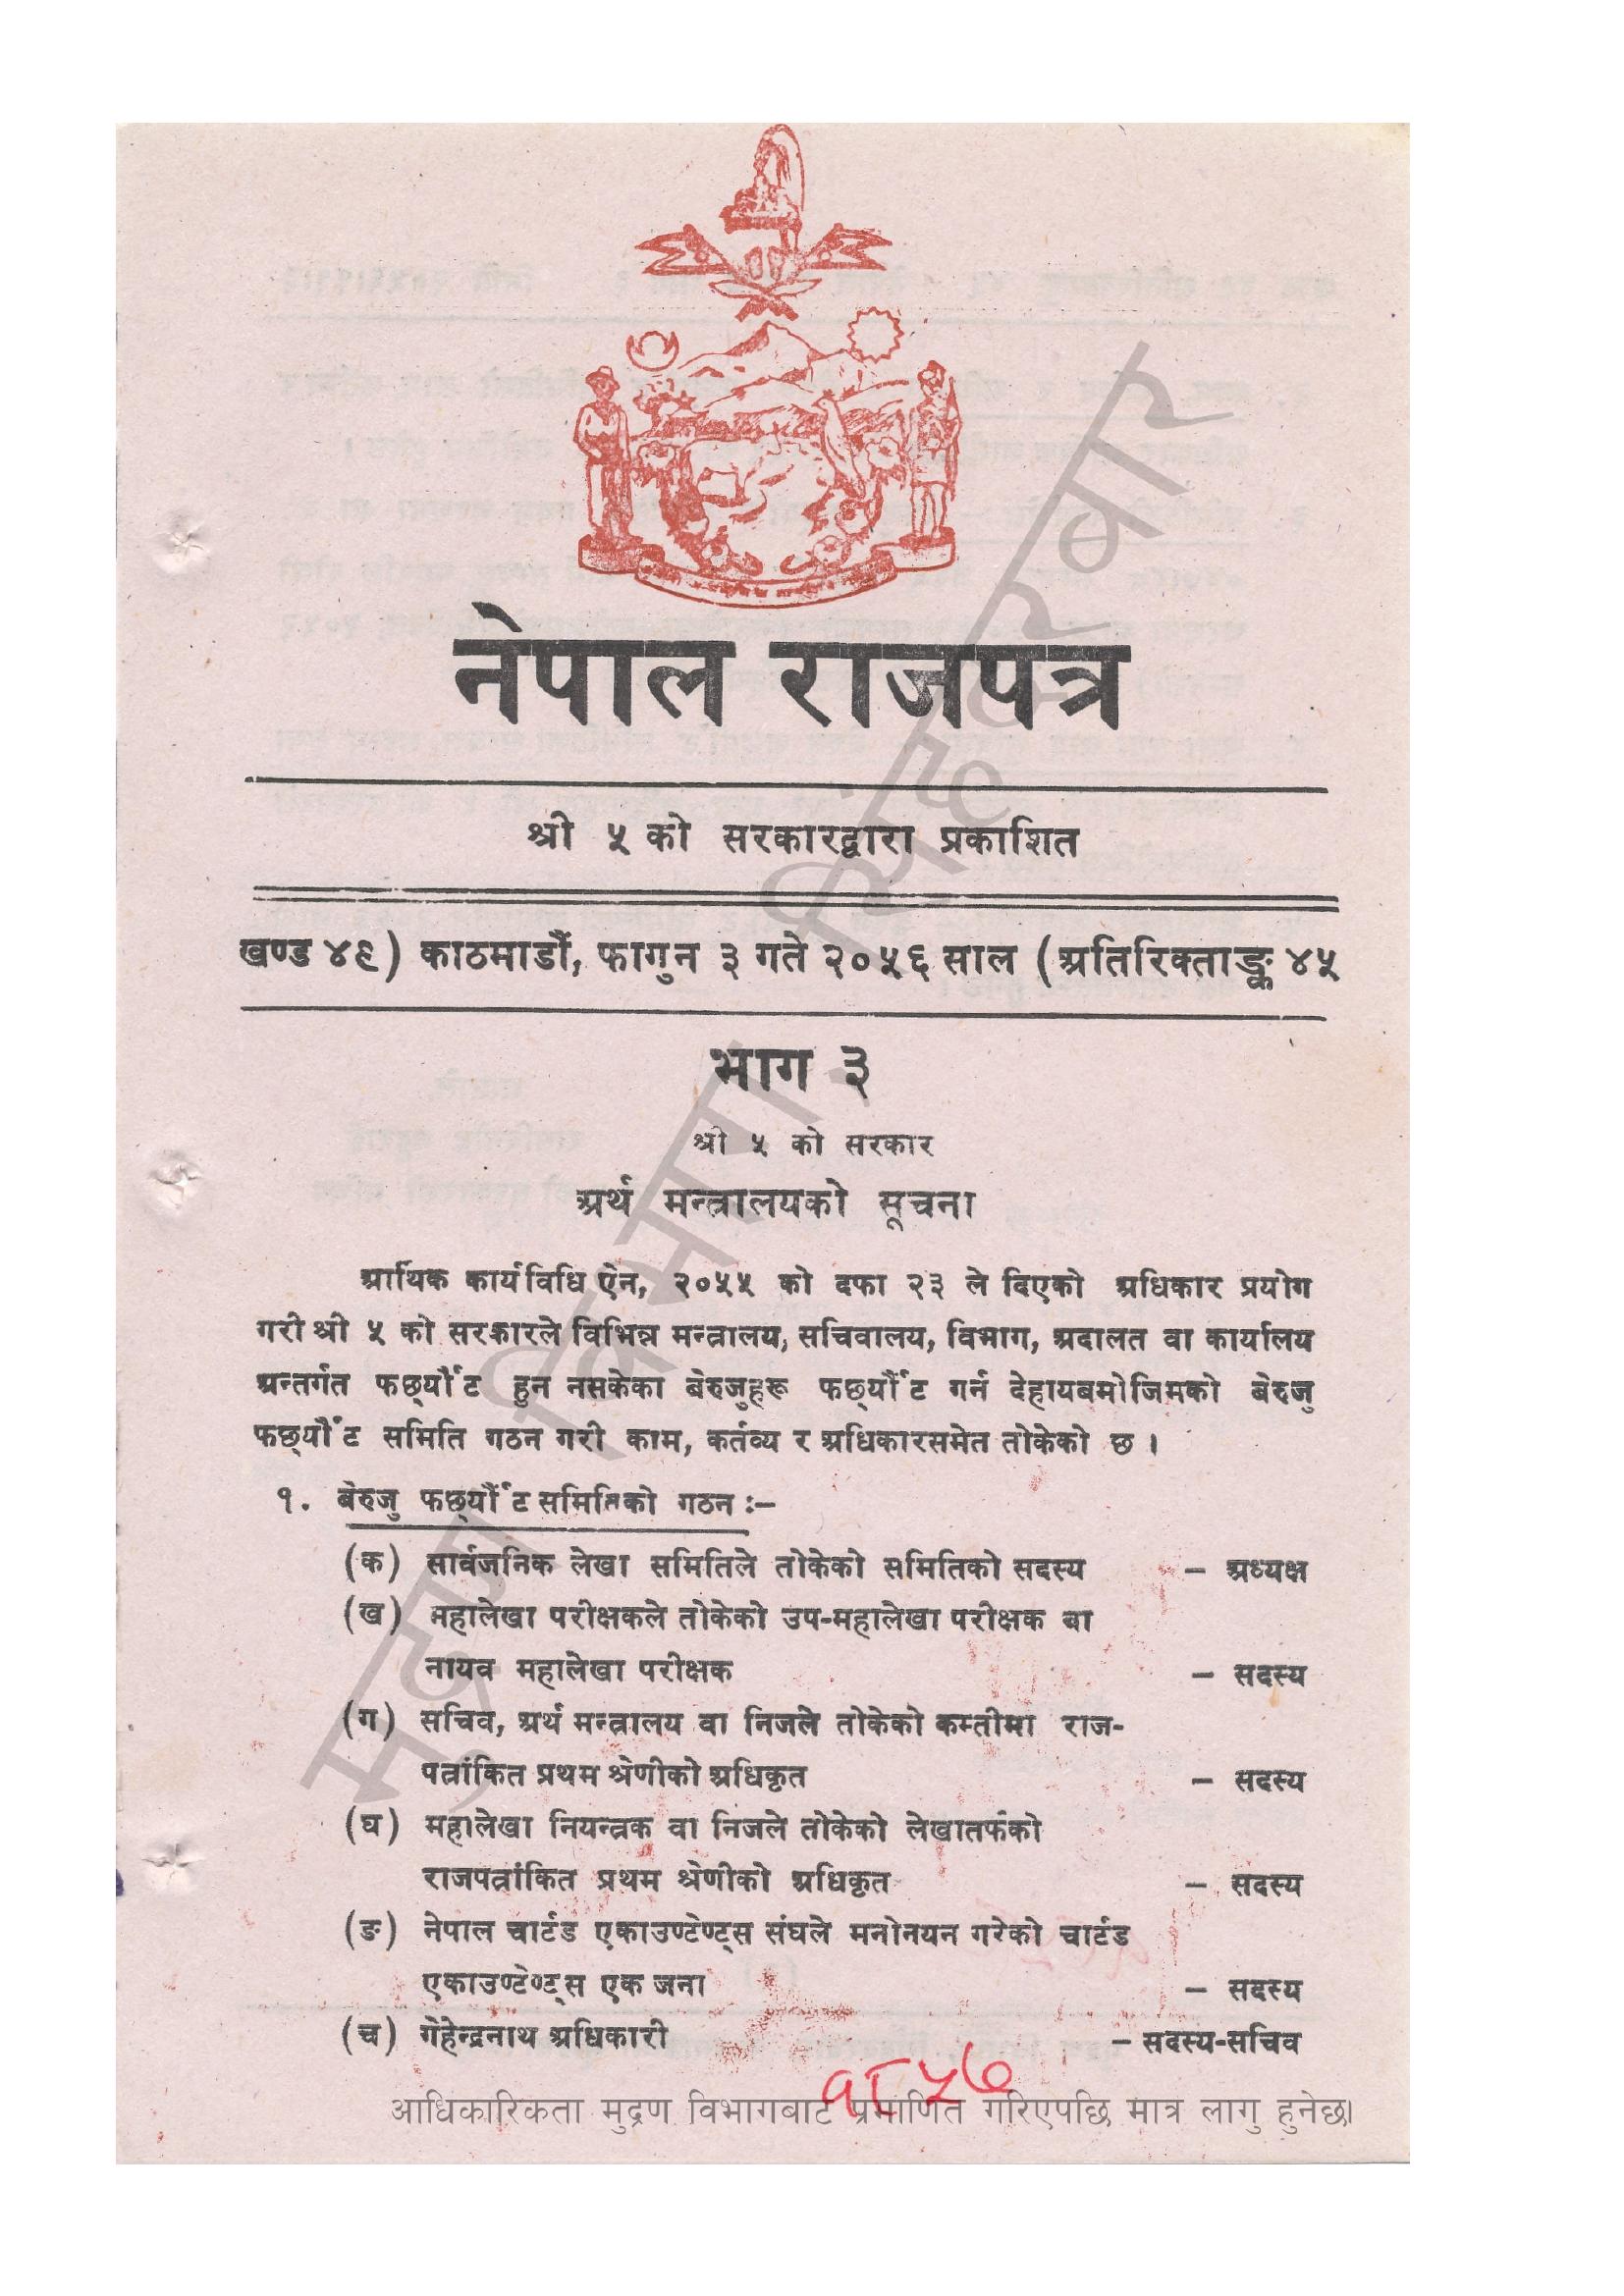 नेपाल राजपत्र
श्री ५ को सरकारद्वारा प्रकाशित
खण्ड ४९) काठमाडौं, फागुन ३ गते २०५६ साल (अतिरिक्ताङ्क ४५
भाग ३
श्री ५ को सरकार
अर्थ मन्त्रालयको सूचना
आर्थिक कार्यविधि ऐन, २०५५ को दफा २३ ले दिएको अधिकार प्रयोग
गरी श्री ५ को सरकारले विभिन्न मन्त्रालय, सचिवालय, विभाग, अदालत वा कार्यालय
अन्तर्गत फछ्यौंट हुन नसकेका बेरुजुहरू फछ्यौंट गर्न देहायबमोजिमको बेरुजु
फछ्यौंट समिति गठन गरी काम, कर्तव्य र अधिकारसमेत तोकेको छ ।
१. बेरुजु फछ्यौंट समितिको गठन :–
(क) सार्वजनिक लेखा समितिले तोकेको समितिको सदस्य – अध्यक्ष
(ख) महालेखा परीक्षकले तोकेको उप-महालेखा परीक्षक वा
नायव महालेखा परीक्षक – सदस्य
(ग) सचिव, अर्थ मन्त्रालय वा निजले तोकेको कम्तीमा राज-
पत्रांकित प्रथम श्रेणीको अधिकृत – सदस्य
(घ) महालेखा नियन्त्रक वा निजले तोकेको लेखातर्फको
राजपत्रांकित प्रथम श्रेणीको अधिकृत – सदस्य
(ङ) नेपाल चार्टड एकाउण्टेण्ट्स संघले मनोनयन गरेको चार्टड
एकाउण्टेण्ट्स एक जना – सदस्य
(च) गेहेन्द्रनाथ अधिकारी – सदस्य-सचिव
१८५७
आधिकारिकता मुद्रण विभागबाट प्रमाणित गरिएपछि मात्र लागु हुनेछ।
मुद्रण विभाग, सिंहदरबार